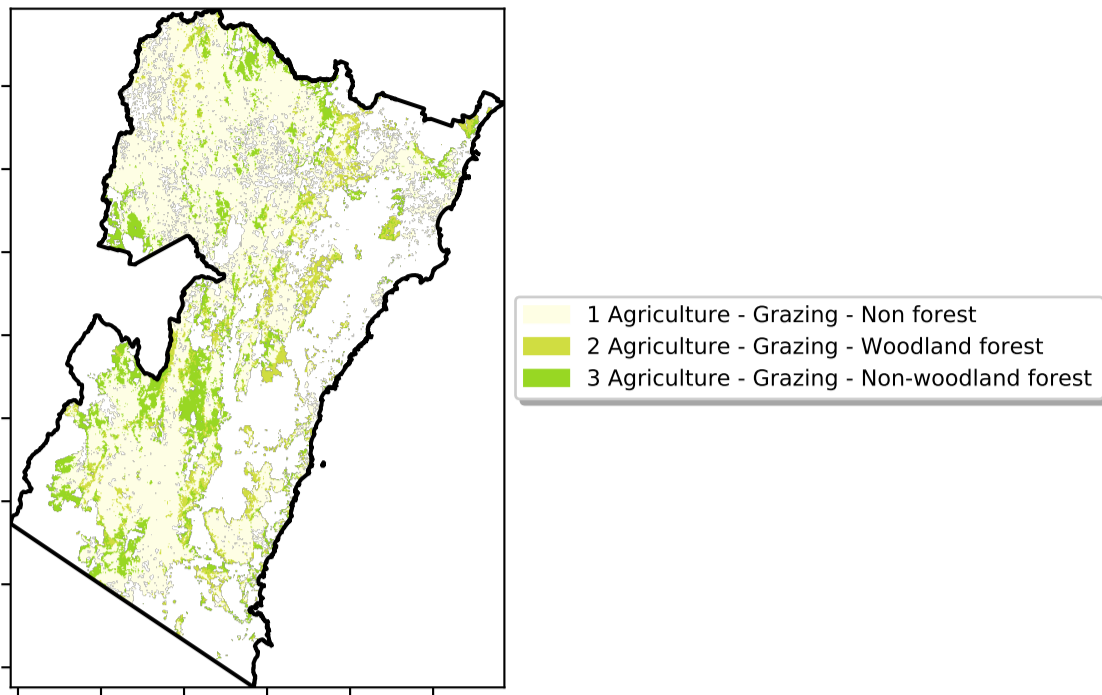 1 Agriculture - Grazing - Non forest
2 Agriculture - Grazing - Woodland forest
3 Agriculture - Grazing - Non-woodland forest